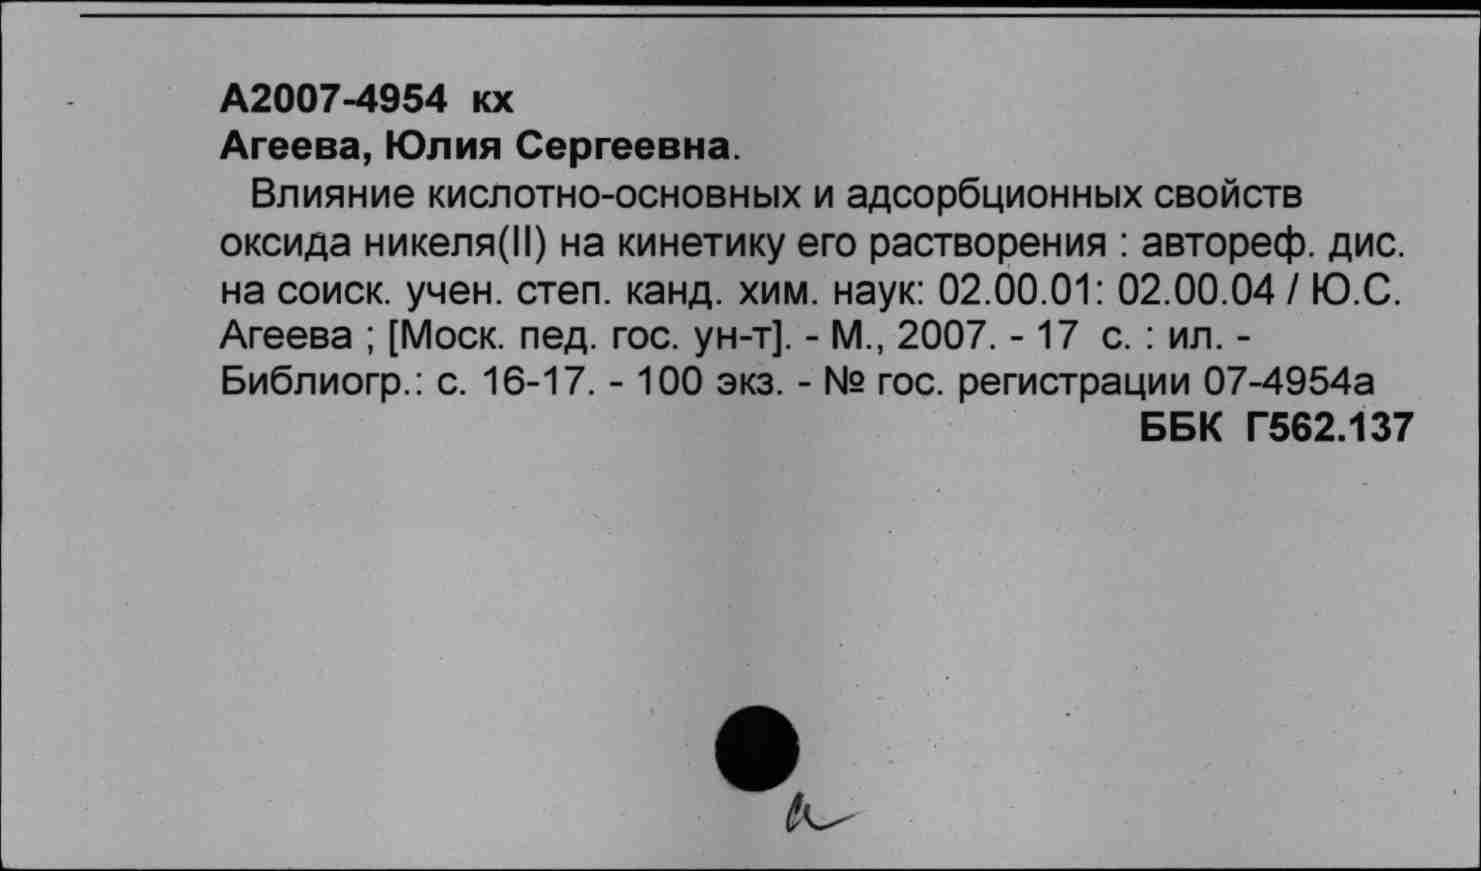 А2007-4954 кх
Агеева, Юлия Сергеевна.
Влияние кислотно-основных и адсорбционных свойств
оксида никеля(II) на кинетику его растворения : автореф. дис.
на соиск. учен. степ. канд. хим. наук: 02.00.01: 02.00.04 / Ю.С.
Агеева ; [Моск. пед. гос. ун-т]. - М., 2007. - 17 с. : ил. -
Библиогр.: с. 16-17. - 100 экз. - № гос. регистрации 07-4954а
ББК Г562.137